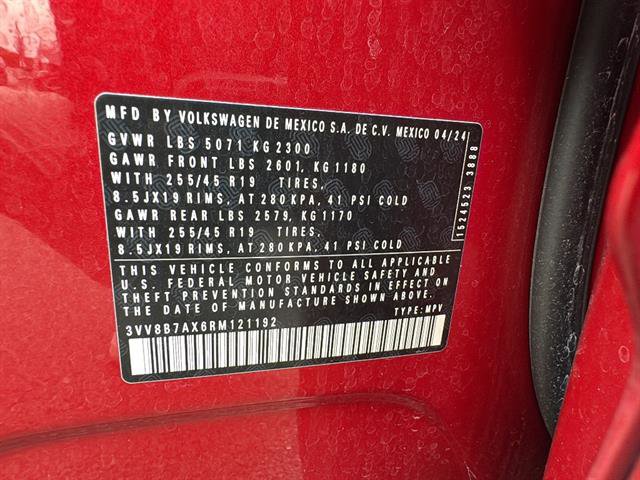 MFD BY VOLKSWAGEN DE MEXICO S.A. DE C.V. MEXICO 04/24
GVWR LBS 5071 KG 2300
GAWR FRONT LBS 2601, KG 1180
WITH 255/45 R19 TIRES,
8.5JX19 RIMS, AT 280 KPA, 41 PSI COLD
GAWR REAR LBS 2579, KG 1170
WITH 255/45 R19 TIRES,
8.5JX19 RIMS, AT 280 KPA, 41 PSI COLD
1524523 3888
THIS VEHICLE CONFORMS TO ALL APPLICABLE
U.S. FEDERAL MOTOR VEHICLE SAFETY AND
THEFT PREVENTION STANDARDS IN EFFECT ON
THE DATE OF MANUFACTURE SHOWN ABOVE.
3VV8B7AX6RM121192 TYPE: MPV